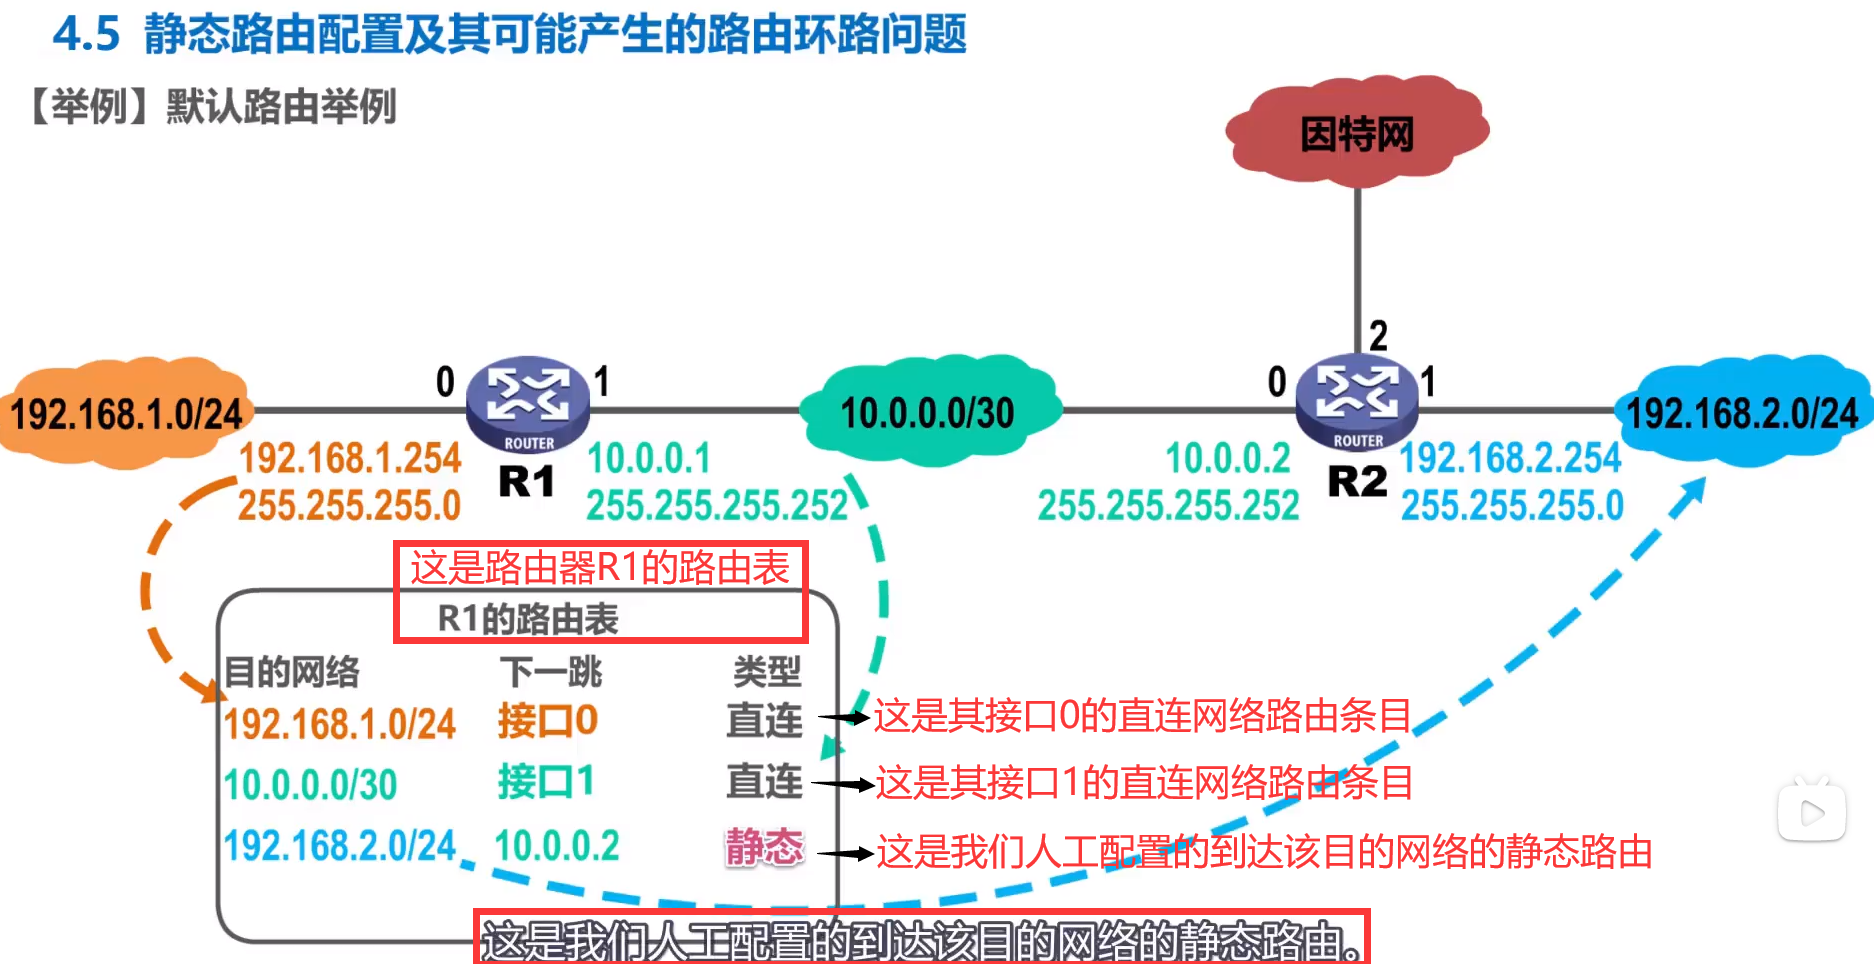 4.5 静态路由配置及其可能产生的路由环路问题
【举例】默认路由举例
因特网
2
0
1
0
1
192.168.1.0/24
10.0.0.0/30
192.168.2.0/24
ROUTER
ROUTER
R1
R2
192.168.1.254
255.255.255.0
10.0.0.1
255.255.255.252
10.0.0.2
255.255.255.252
192.168.2.254
255.255.255.0
这是路由器R1的路由表
R1的路由表
目的网络 下一跳 类型
192.168.1.0/24 接口0 直连 这是其接口0的直连网络路由条目
10.0.0.0/30 接口1 直连 这是其接口1的直连网络路由条目
192.168.2.0/24 10.0.0.2 静态 这是我们人工配置的到达该目的网络的静态路由
这是我们人工配置的到达该目的网络的静态路由。